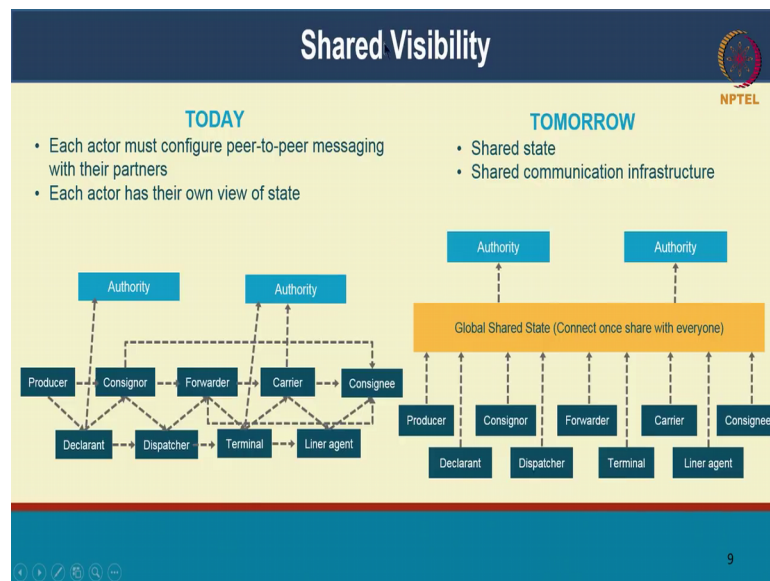 Shared Visibility
NPTEL
TODAY
• Each actor must configure peer-to-peer messaging
with their partners
• Each actor has their own view of state
Authority
Authority
Producer
Consignor
Forwarder
Carrier
Consignee
Declarant
Dispatcher
Terminal
Liner agent
TOMORROW
• Shared state
• Shared communication infrastructure
Authority
Authority
Global Shared State (Connect once share with everyone)
Producer
Consignor
Forwarder
Carrier
Consignee
Declarant
Dispatcher
Terminal
Liner agent
9